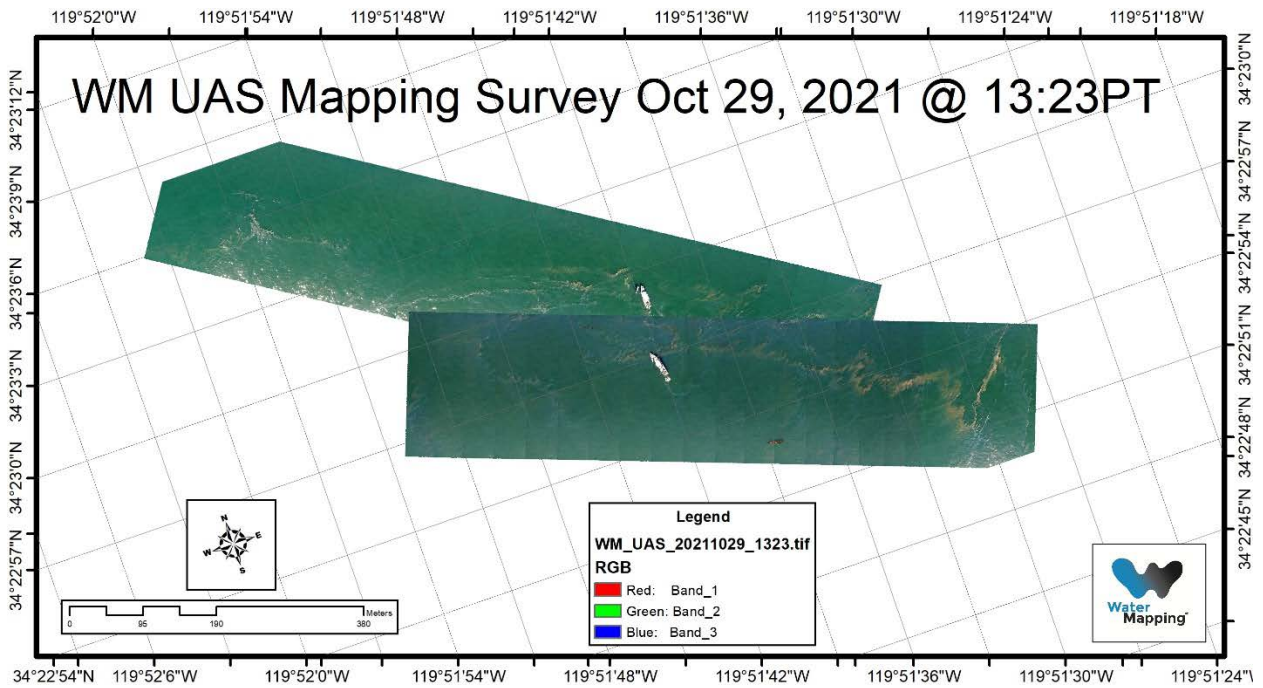 119°52'0"W 119°51'54"W 119°51'48"W 119°51'42"W 119°51'36"W 119°51'30"W 119°51'24"W 119°51'18"W
WM UAS Mapping Survey Oct 29, 2021 @ 13:23PT
34°23'12"N
34°23'9"N
34°23'6"N
34°23'3"N
34°23'0"N
34°22'57"N
34°23'0"N
34°22'57"N
34°22'54"N
34°22'51"N
34°22'48"N
34°22'45"N
N
W E
S
0 95 190 380 Meters
Legend
WM_UAS_20211029_1323.tif
RGB
Red: Band_1
Green: Band_2
Blue: Band_3
Water
Mapping
34°22'54"N 119°52'6"W 119°52'0"W 119°51'54"W 119°51'48"W 119°51'42"W 119°51'36"W 119°51'30"W 119°51'24"W